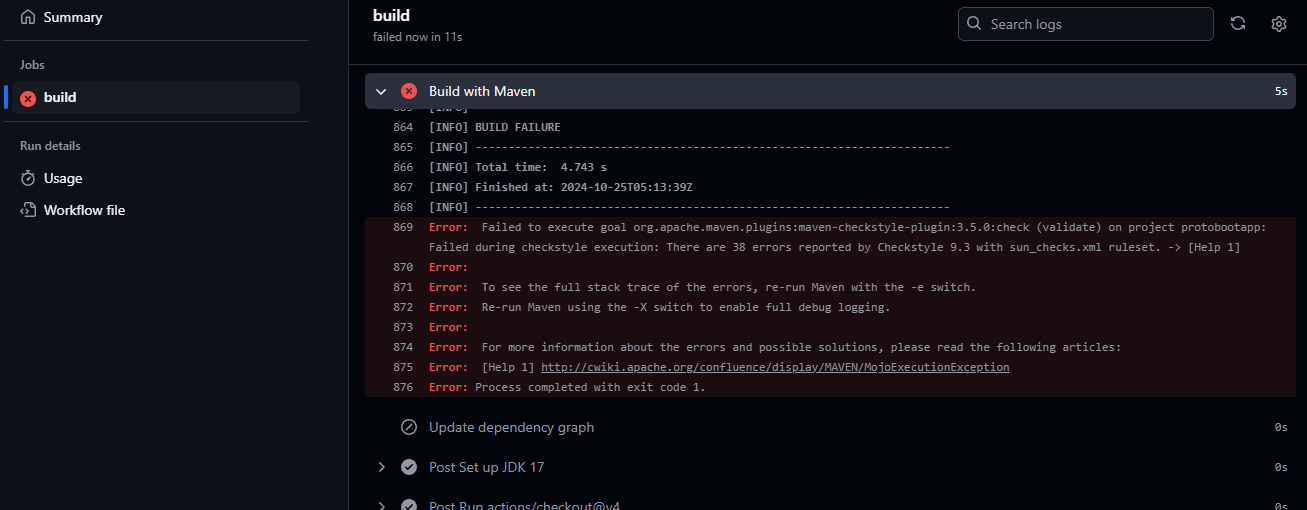 Summary
Jobs
build
Run details
Usage
Workflow file
build
failed now in 11s
Search logs
Build with Maven 5s
863 [INFO]
864 [INFO] BUILD FAILURE
865 [INFO] ------------------------------------------------------------------------
866 [INFO] Total time:  4.743 s
867 [INFO] Finished at: 2024-10-25T05:13:39Z
868 [INFO] ------------------------------------------------------------------------
869 Error:  Failed to execute goal org.apache.maven.plugins:maven-checkstyle-plugin:3.5.0:check (validate) on project protobootapp:
Failed during checkstyle execution: There are 38 errors reported by Checkstyle 9.3 with sun_checks.xml ruleset. -> [Help 1]
870 Error:
871 Error:  To see the full stack trace of the errors, re-run Maven with the -e switch.
872 Error:  Re-run Maven using the -X switch to enable full debug logging.
873 Error:
874 Error:  For more information about the errors and possible solutions, please read the following articles:
875 Error:  [Help 1] http://cwiki.apache.org/confluence/display/MAVEN/MojoExecutionException
876 Error: Process completed with exit code 1.
Update dependency graph 0s
Post Set up JDK 17 0s
Post Run actions/checkout@v4 0s